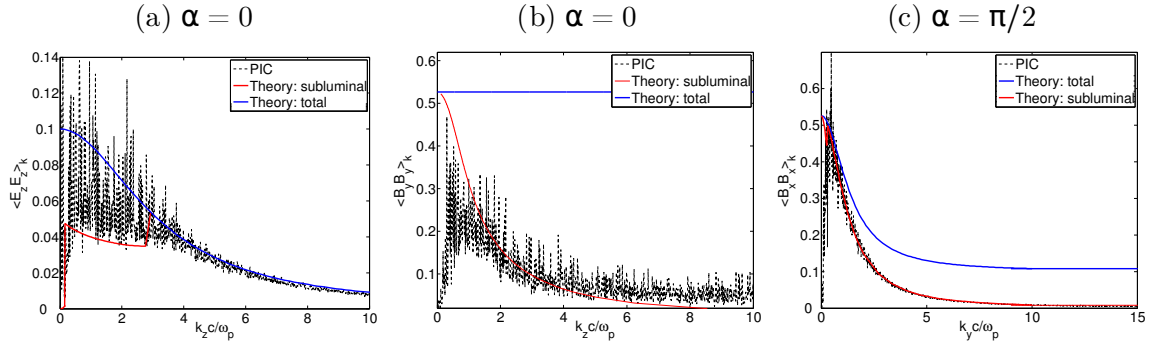 (a) α = 0
0.14
0.12
0.1
0.08
0.06
0.04
0.02
0
<E_z E_z>_k
0 2 4 6 8 10
k_z c/ω_p
PIC
Theory: subluminal
Theory: total
(b) α = 0
0.6
0.5
0.4
0.3
0.2
0.1
<B_y B_y>_k
0 2 4 6 8 10
k_z c/ω_p
PIC
Theory: subluminal
Theory: total
(c) α = π/2
0.6
0.5
0.4
0.3
0.2
0.1
0
<B_x B_x>_k
0 5 10 15
k_y c/ω_p
PIC
Theory: total
Theory: subluminal